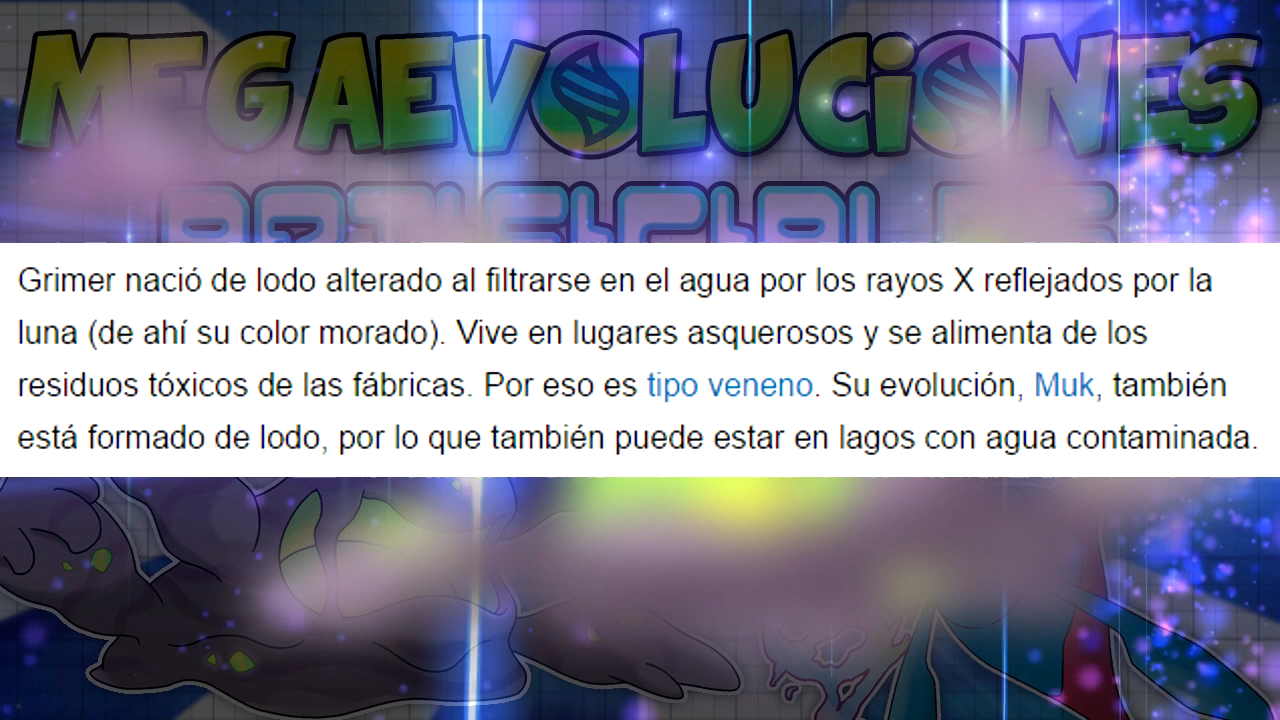 MEGAEVOLUCiONES
Grimer nació de lodo alterado al filtrarse en el agua por los rayos X reflejados por la
luna (de ahí su color morado). Vive en lugares asquerosos y se alimenta de los
residuos tóxicos de las fábricas. Por eso es tipo veneno. Su evolución, Muk, también
está formado de lodo, por lo que también puede estar en lagos con agua contaminada.